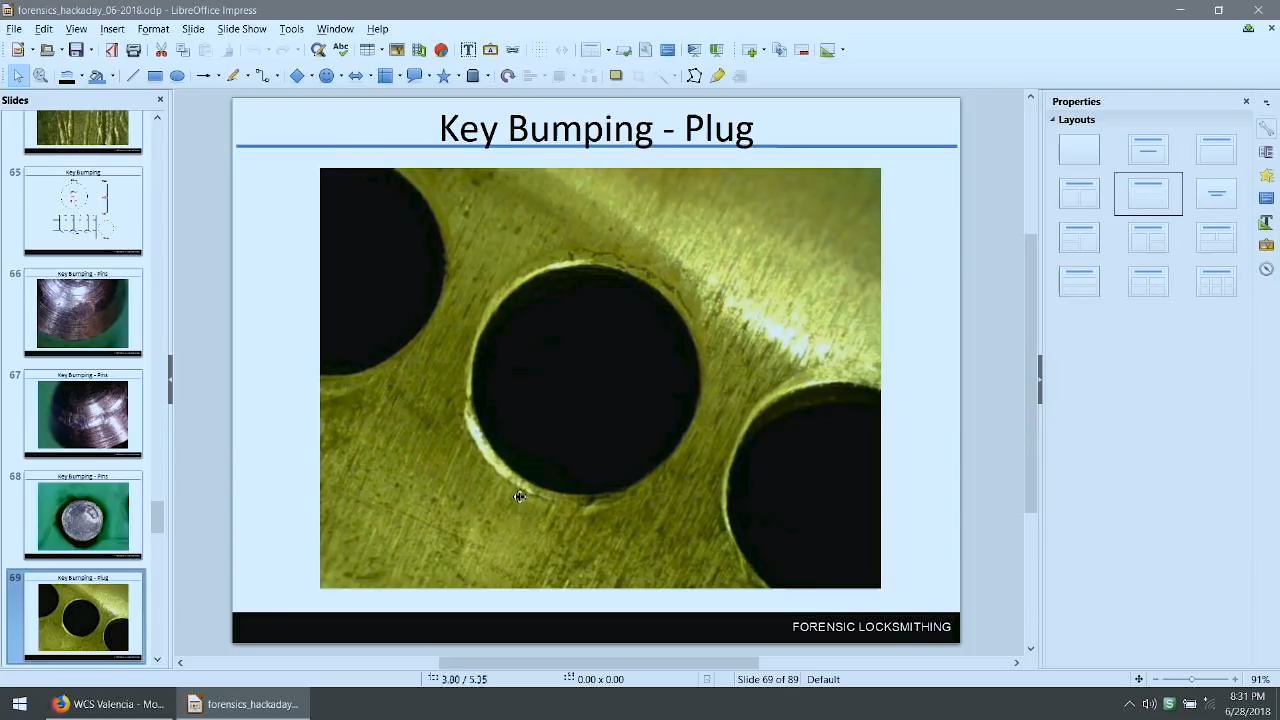 forensics_hackaday_06-2018.odp - LibreOffice Impress
File Edit View Insert Format Slide Slide Show Tools Window Help
Slides
Properties
Layouts
65
Key Bumping
66
Key Bumping - Pins
67
Key Bumping - Pins
68
Key Bumping - Pins
69
Key Bumping - Plug
Key Bumping - Plug
FORENSIC LOCKSMITHING
3.00 / 5.35
0.00 x 0.00
Slide 69 of 89
Default
91%
WCS Valencia - Mo...
forensics_hackaday...
8:31 PM
6/28/2018